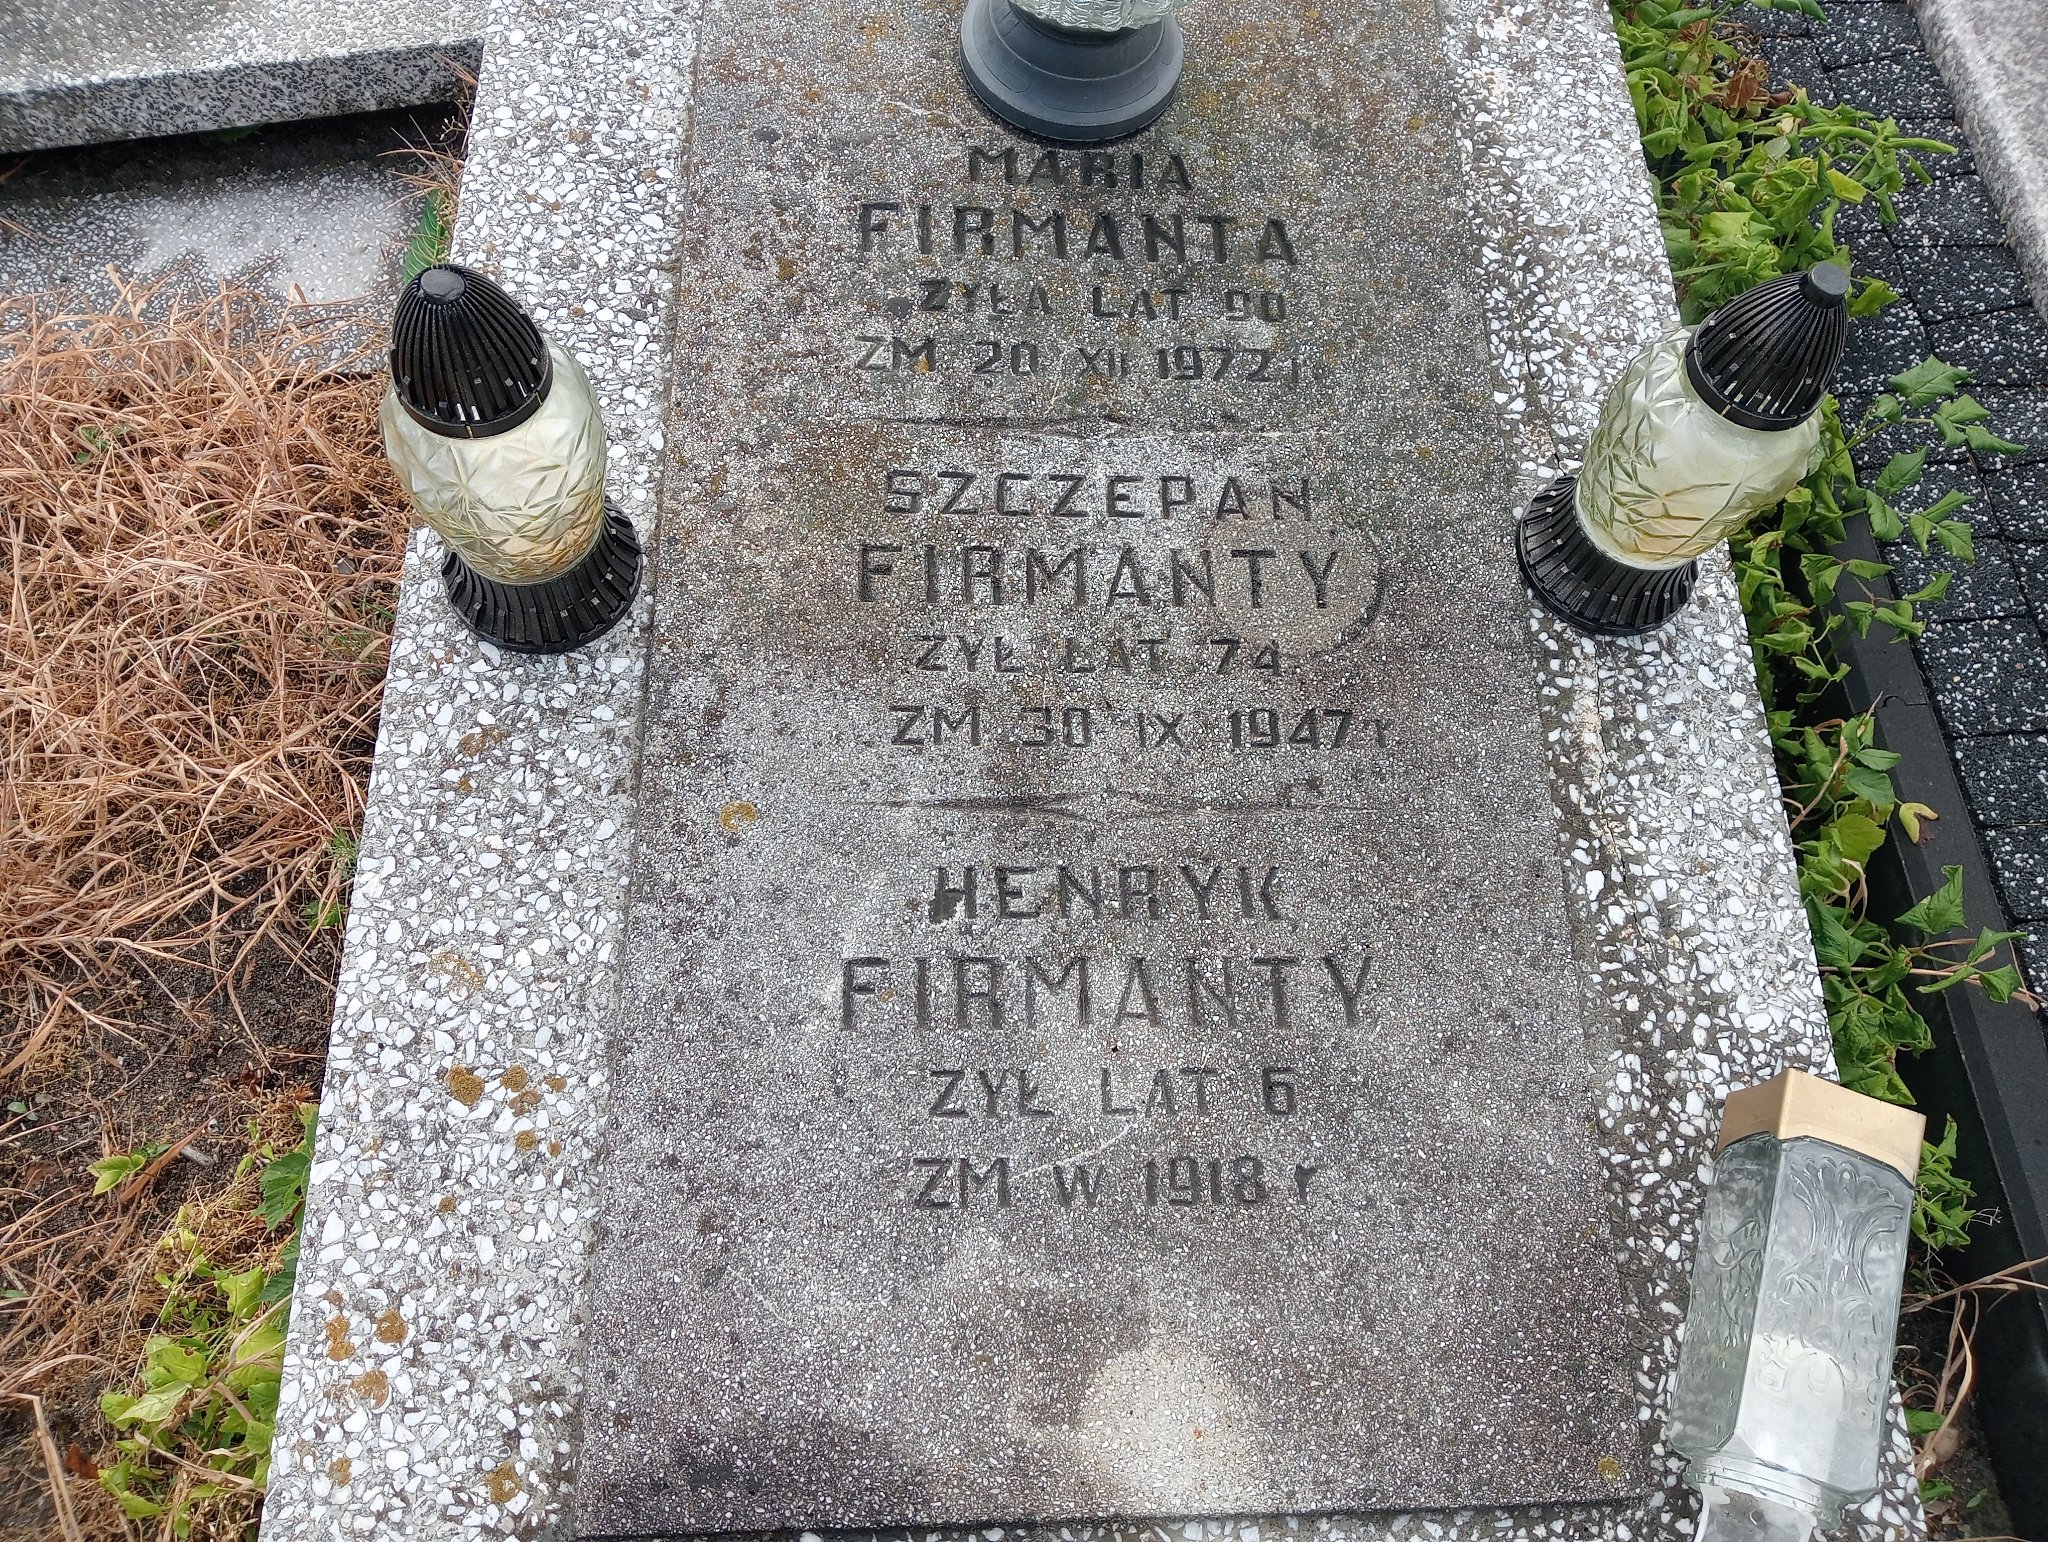 MARIA
FIRMANTA
ŻYŁA LAT 90
ZM 20 XII 1972 r
SZCZEPAN
FIRMANTY
ŻYŁ LAT 74
ZM 30 IX 1947 r
HENRYK
FIRMANTY
ŻYŁ LAT 6
ZM W 1918 r